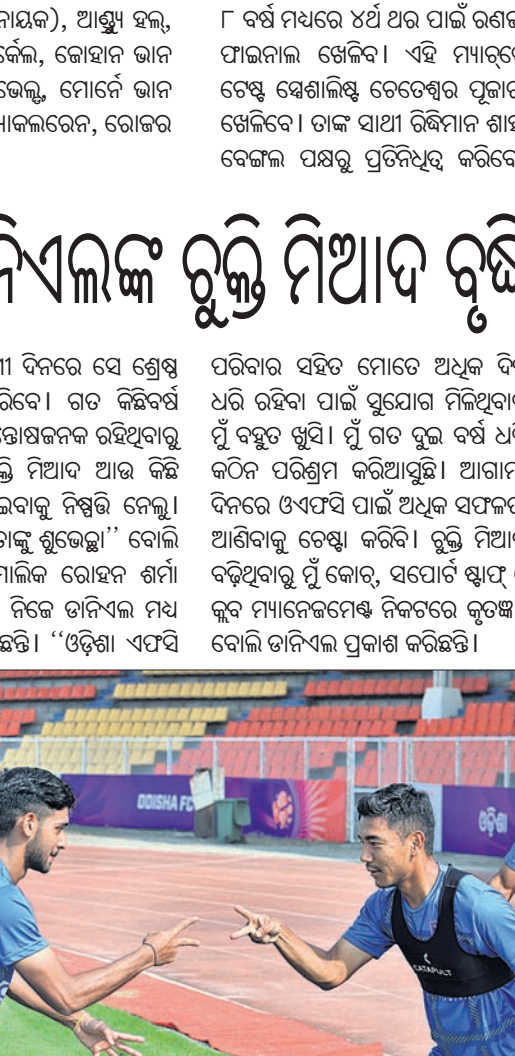 ନାୟକ), ଆଣ୍ଡ୍ର୍ୟୁ ହଲ୍,
ର୍କେଲ, ଜୋହାନ ଭାନ
ଭେଲ୍ଡ, ମୋର୍ନେ ଭାନ
ୟାକଲରେନ, ରୋଜର
୮ ବର୍ଷ ମଧ୍ୟରେ ୪ର୍ଥ ଥର ପାଇଁ ରଣଜ
ଫାଇନାଲ ଖେଳିବ। ଏହି ମ୍ୟାଚ୍‌ରେ
ଟେଷ୍ଟ ସ୍ପେଶାଲିଷ୍ଟ ଚେତେଶ୍ୱର ପୂଜାରା
ଖେଳିବେ। ତାଙ୍କ ସାଥୀ ରିଦ୍ଧିମାନ ଶାହା
ବେଙ୍ଗଲ ପକ୍ଷରୁ ପ୍ରତିନିଧିତ୍ୱ କରିବେ
ନିଏଲଙ୍କ ଚୁକ୍ତି ମିଆଦ ବୃଦ୍ଧି
ମୀ ଦିନରେ ସେ ଶ୍ରେଷ୍ଠ
ରିବେ। ଗତ କିଛିବର୍ଷ
ନ୍ତୋଷଜନକ ରହିଥିବାରୁ
କ୍ତି ମିଆଦ ଆଉ କିଛି
ଇବାକୁ ନିଷ୍ପତ୍ତି ନେଲୁ।
ତାଙ୍କୁ ଶୁଭେଚ୍ଛା’’ ବୋଲି
ମାଲିକ ରୋହନ ଶର୍ମା
ନିଜେ ଡାନିଏଲ ମଧ୍ୟ
ଛନ୍ତି। ‘‘ଓଡ଼ିଶା ଏଫସି
ପରିବାର ସହିତ ମୋତେ ଅଧିକ ଦି
ଧରି ରହିବା ପାଇଁ ସୁଯୋଗ ମିଳିଥିବା
ମୁଁ ବହୁତ ଖୁସି। ମୁଁ ଗତ ଦୁଇ ବର୍ଷ ଧ
କଠିନ ପରିଶ୍ରମ କରିଆସୁଛି। ଆଗାମ
ଦିନରେ ଓଏଫସି ପାଇଁ ଅଧିକ ସଫଳତ
ଆଣିବାକୁ ଚେଷ୍ଟା କରିବି। ଚୁକ୍ତି ମିଆ
ବଢ଼ିଥିବାରୁ ମୁଁ କୋଚ୍, ସପୋର୍ଟ ଷ୍ଟାଫ୍
କ୍ଲବ ମ୍ୟାନେଜମେଣ୍ଟ ନିକଟରେ କୃତଜ୍ଞ
ବୋଲି ଡାନିଏଲ ପ୍ରକାଶ କରିଛନ୍ତି।
ODISHA FC
ଓଡ଼ିଶା
CATAPULT